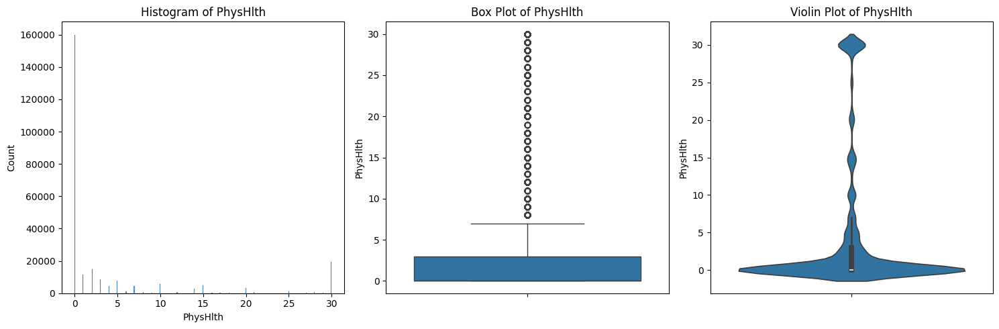 Histogram of PhysHlth
160000
140000
120000
100000
80000
60000
40000
20000
0
Count
0 5 10 15 20 25 30
PhysHlth
Box Plot of PhysHlth
30
25
20
15
10
5
0
PhysHlth
Violin Plot of PhysHlth
30
25
20
15
10
5
0
PhysHlth